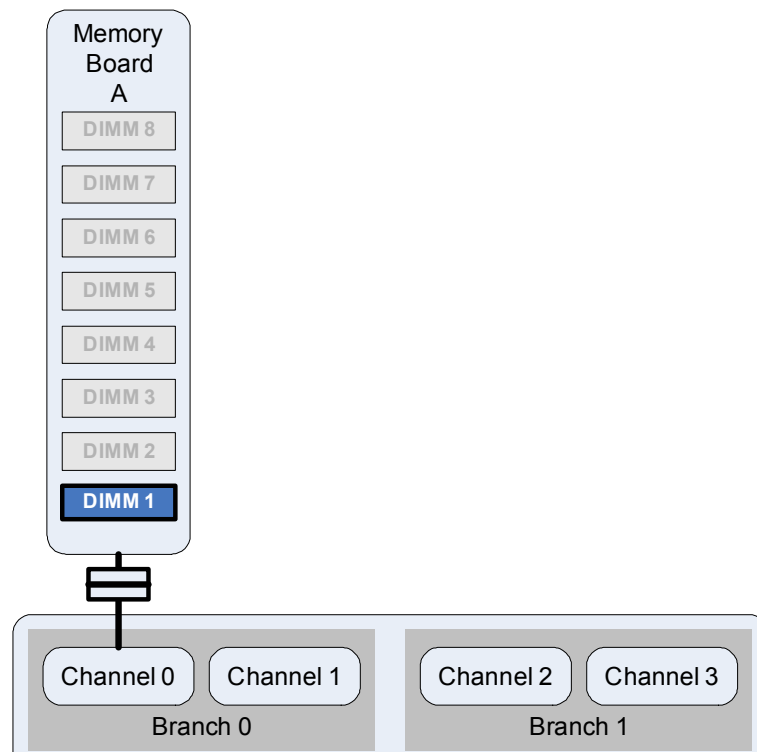 Memory
Board
A
DIMM 8
DIMM 7
DIMM 6
DIMM 5
DIMM 4
DIMM 3
DIMM 2
DIMM 1
Channel 0 Channel 1 Channel 2 Channel 3
Branch 0 Branch 1